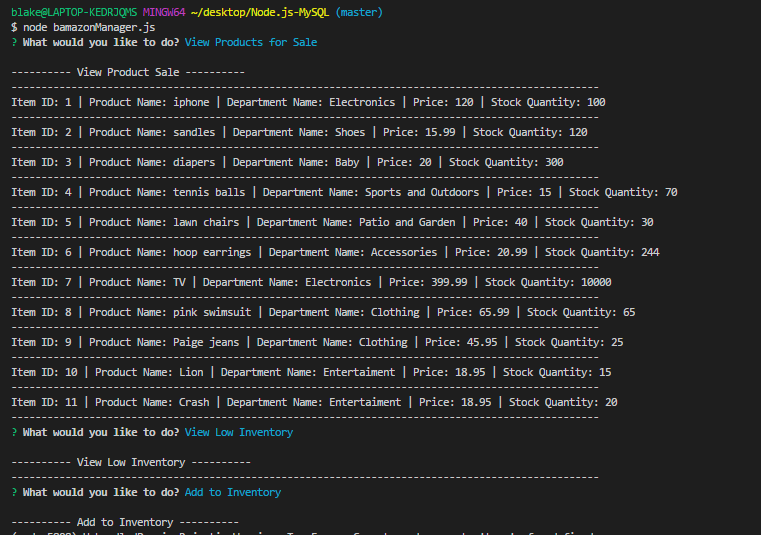 blake@LAPTOP-KEDRJQMS MINGW64 ~/desktop/Node.js-MySQL (master)
$ node bamazonManager.js
? What would you like to do? View Products for Sale
---------- View Product Sale ----------
--------------------------------------------------------------------------------------------------
Item ID: 1 | Product Name: iphone | Department Name: Electronics | Price: 120 | Stock Quantity: 100
--------------------------------------------------------------------------------------------------
Item ID: 2 | Product Name: sandles | Department Name: Shoes | Price: 15.99 | Stock Quantity: 120
--------------------------------------------------------------------------------------------------
Item ID: 3 | Product Name: diapers | Department Name: Baby | Price: 20 | Stock Quantity: 300
--------------------------------------------------------------------------------------------------
Item ID: 4 | Product Name: tennis balls | Department Name: Sports and Outdoors | Price: 15 | Stock Quantity: 70
--------------------------------------------------------------------------------------------------
Item ID: 5 | Product Name: lawn chairs | Department Name: Patio and Garden | Price: 40 | Stock Quantity: 30
--------------------------------------------------------------------------------------------------
Item ID: 6 | Product Name: hoop earrings | Department Name: Accessories | Price: 20.99 | Stock Quantity: 244
--------------------------------------------------------------------------------------------------
Item ID: 7 | Product Name: TV | Department Name: Electronics | Price: 399.99 | Stock Quantity: 10000
--------------------------------------------------------------------------------------------------
Item ID: 8 | Product Name: pink swimsuit | Department Name: Clothing | Price: 65.99 | Stock Quantity: 65
--------------------------------------------------------------------------------------------------
Item ID: 9 | Product Name: Paige jeans | Department Name: Clothing | Price: 45.95 | Stock Quantity: 25
--------------------------------------------------------------------------------------------------
Item ID: 10 | Product Name: Lion | Department Name: Entertaiment | Price: 18.95 | Stock Quantity: 15
--------------------------------------------------------------------------------------------------
Item ID: 11 | Product Name: Crash | Department Name: Entertaiment | Price: 18.95 | Stock Quantity: 20
--------------------------------------------------------------------------------------------------
? What would you like to do? View Low Inventory
---------- View Low Inventory ----------
--------------------------------------------------------------------------------------------------
? What would you like to do? Add to Inventory
---------- Add to Inventory ----------